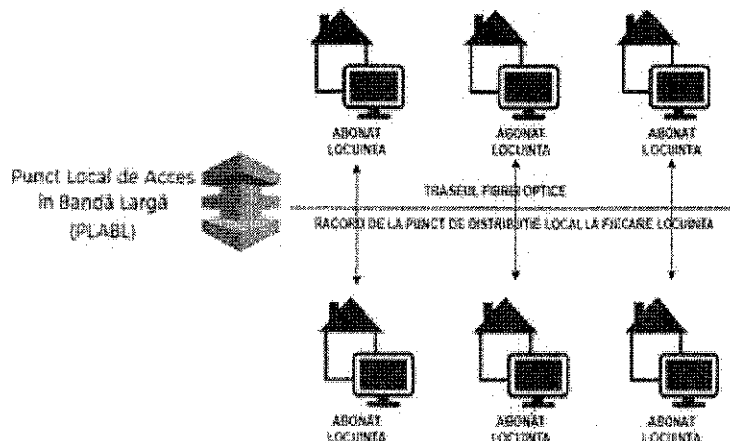 ABONAT
LOCUINTA
ABONAT
LOCUINTA
ABONAT
LOCUINTA
Punct Local de Acces
în Bandă Largă
(PLABL)
TRASEUL FIBREI OPTICE
RACORD DE LA PUNCT DE DISTRIBUTIE LOCAL LA FIECARE LOCUINTA
ABONAT
LOCUINTA
ABONAT
LOCUINTA
ABONAT
LOCUINTA